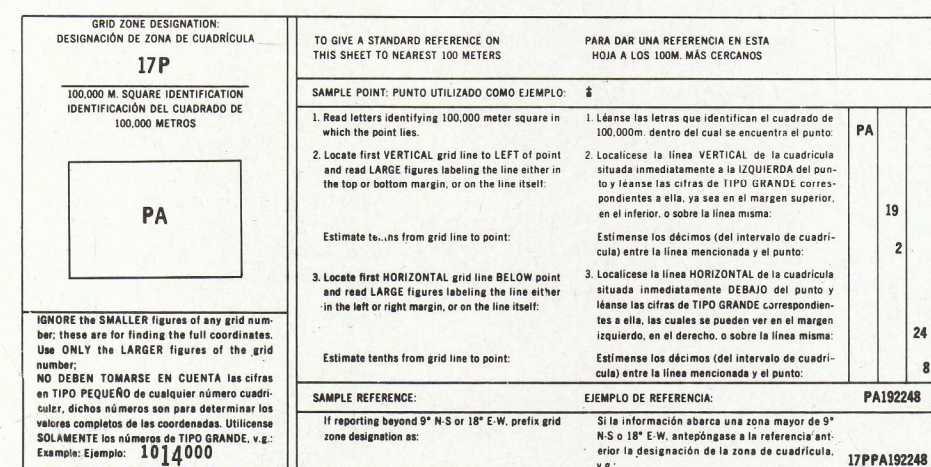 GRID ZONE DESIGNATION:
DESIGNACIÓN DE ZONA DE CUADRÍCULA
17P
100,000 M. SQUARE IDENTIFICATION
IDENTIFICACIÓN DEL CUADRADO DE
100,000 METROS
PA
IGNORE the SMALLER figures of any grid num-
ber; these are for finding the full coordinates.
Use ONLY the LARGER figures of the grid
number;
NO DEBEN TOMARSE EN CUENTA las cifras
en TIPO PEQUEÑO de cualquier número cuadri-
cular, dichos números son para determinar los
valores completos de las coordenadas. Utilicense
SOLAMENTE los números de TIPO GRANDE, v.g.:
Example: Ejemplo: 1014000
TO GIVE A STANDARD REFERENCE ON
THIS SHEET TO NEAREST 100 METERS
PARA DAR UNA REFERENCIA EN ESTA
HOJA A LOS 100M. MÁS CERCANOS
SAMPLE POINT: PUNTO UTILIZADO COMO EJEMPLO:
1. Read letters identifying 100,000 meter square in
which the point lies.
1. Léanse las letras que identifican el cuadrado de
100,000m. dentro del cual se encuentra el punto:
PA
2. Locate first VERTICAL grid line to LEFT of point
and read LARGE figures labeling the line either in
the top or bottom margin, or on the line itself:
2. Localícese la línea VERTICAL de la cuadrícula
situada inmediatamente a la IZQUIERDA del pun-
to y léanse las cifras de TIPO GRANDE corres-
pondientes a ella, ya sea en el margen superior,
en el inferior, o sobre la línea misma:
19
Estimate from grid line to point:
Estímense los décimos (del intervalo de cuadrí-
cula) entre la línea mencionada y el punto:
2
3. Locate first HORIZONTAL grid line BELOW point
and read LARGE figures labeling the line either
in the left or right margin, or on the line itself:
3. Localícese la línea HORIZONTAL de la cuadrícula
situada inmediatamente DEBAJO del punto y
léanse las cifras de TIPO GRANDE correspondien-
tes a ella, las cuales se pueden ver en el margen
izquierdo, en el derecho, o sobre la línea misma:
24
Estimate tenths from grid line to point:
Estímense los décimos (del intervalo de cuadrí-
cula) entre la línea mencionada y el punto:
8
SAMPLE REFERENCE:
EJEMPLO DE REFERENCIA:
PA192248
If reporting beyond 9° N-S or 18° E-W, prefix grid
zone designation as:
Si la información abarca una zona mayor de 9°
N-S o 18° E-W, antepóngase a la referencia ant-
erior la designación de la zona de cuadrícula,
v.g.:
17PPA192248